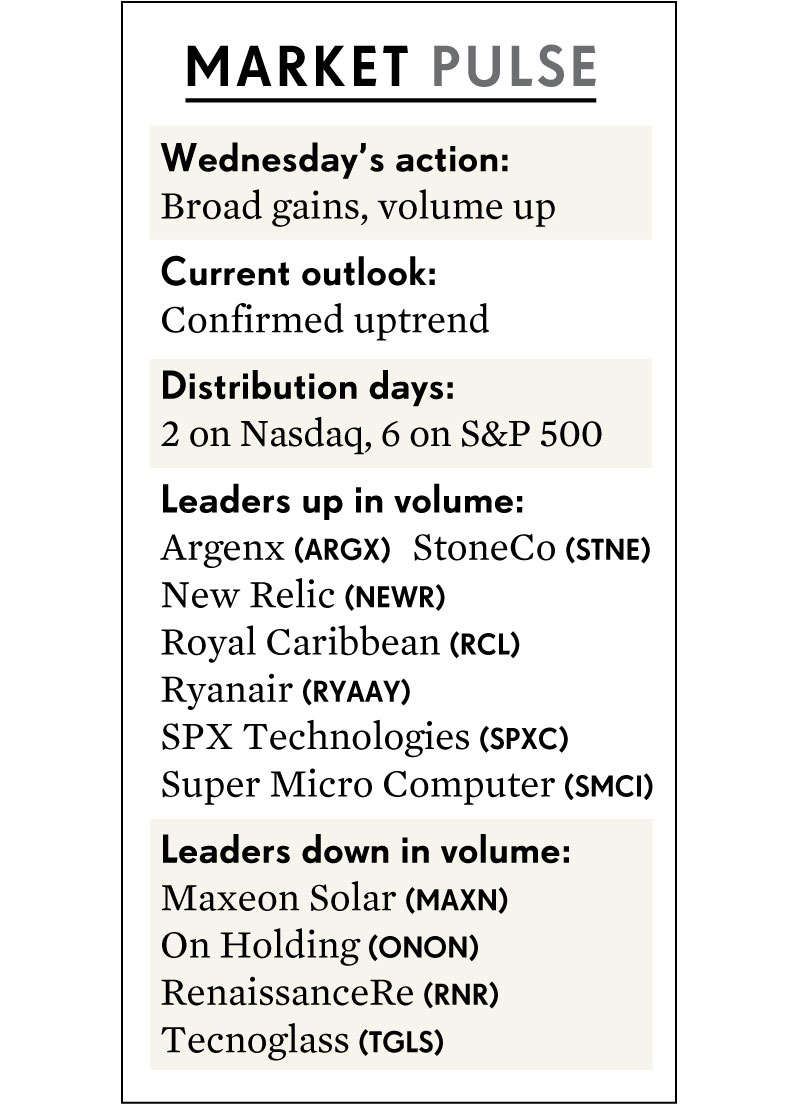 MARKET PULSE
Wednesday’s action:
Broad gains, volume up
Current outlook:
Confirmed uptrend
Distribution days:
2 on Nasdaq, 6 on S&P 500
Leaders up in volume:
Argenx (ARGX) StoneCo (STNE)
New Relic (NEWR)
Royal Caribbean (RCL)
Ryanair (RYAAY)
SPX Technologies (SPXC)
Super Micro Computer (SMCI)
Leaders down in volume:
Maxeon Solar (MAXN)
On Holding (ONON)
RenaissanceRe (RNR)
Tecnoglass (TGLS)